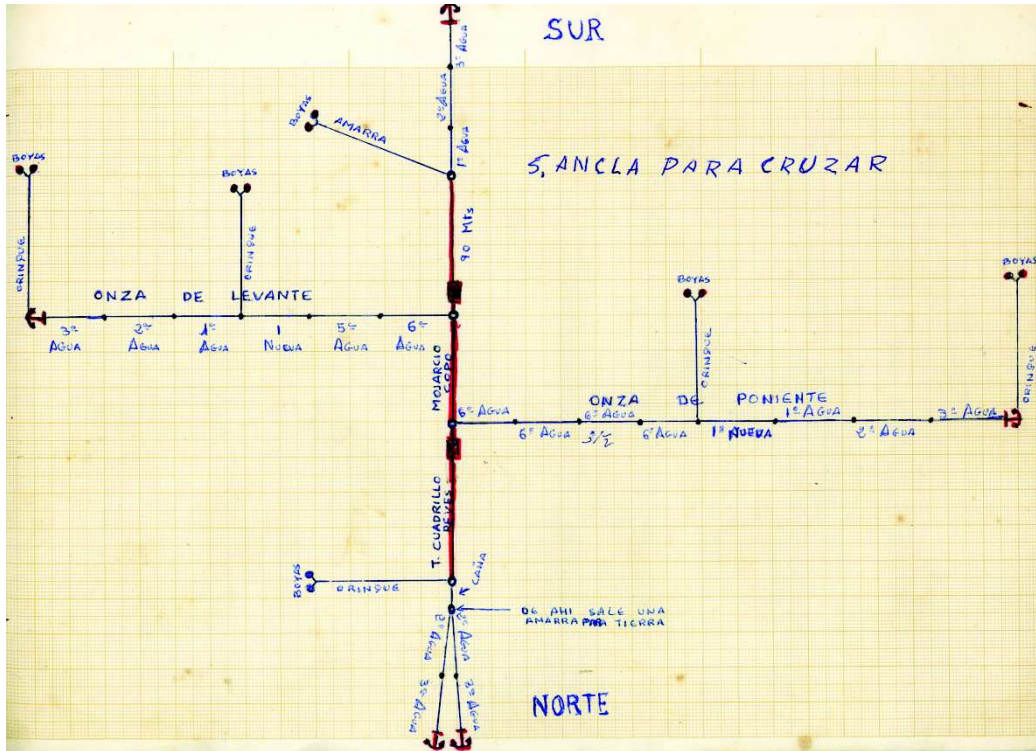 SUR
3ª AGUA
2ª AGUA
1ª AGUA
BOYAS
AMARRA
5, ANCLA PARA CRUZAR
BOYAS
BOYAS
ORINQUE
ORINQUE
90 Mts
ONZA DE LEVANTE
3ª AGUA
2ª AGUA
1ª AGUA
1 NUEVA
5ª AGUA
6ª AGUA
BOYAS
BOYAS
ORINQUE
ORINQUE
MOJARCIO
COPO
ONZA DE PONIENTE
6ª AGUA
6ª AGUA
6ª AGUA
3/2
6ª AGUA
1ª NUEVA
1ª AGUA
2ª AGUA
3ª AGUA
T. CUADRILLO
REVES
BOYAS
ORINQUE
CAÑA
DE AHI SALE UNA
AMARRA PARA TIERRA
2ª AGUA
2ª AGUA
3ª AGUA
3ª AGUA
NORTE